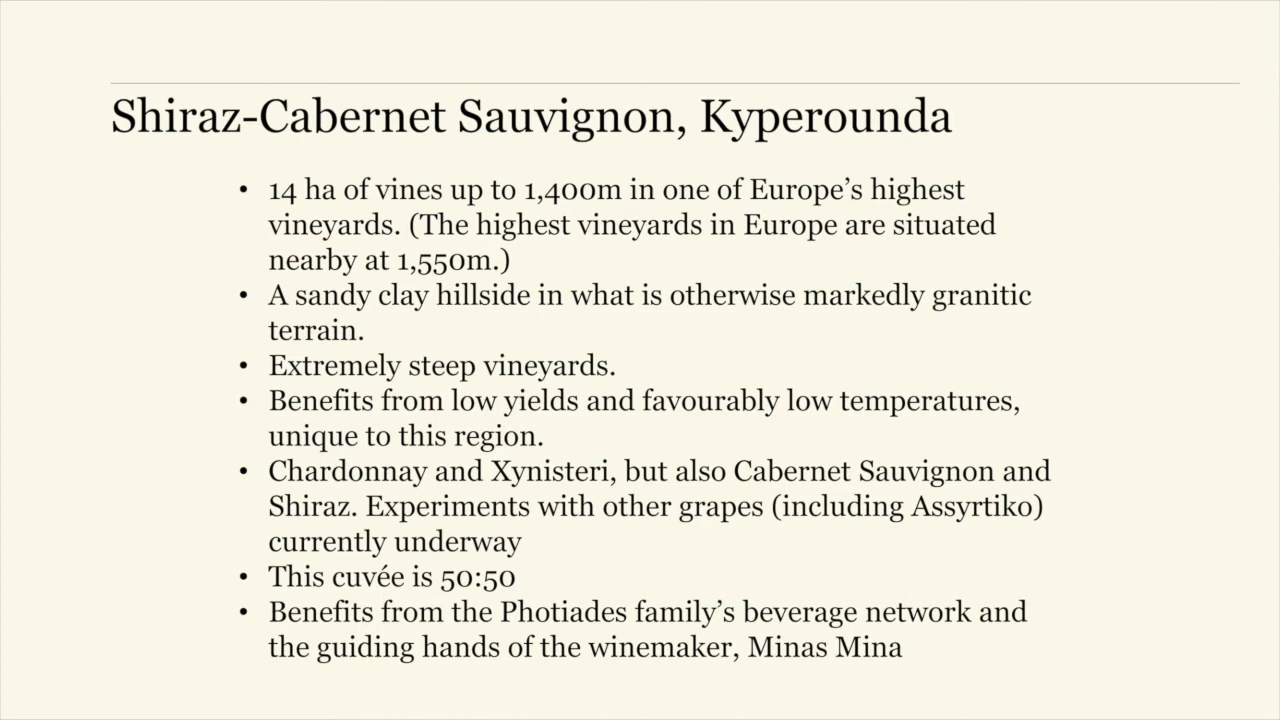 Shiraz-Cabernet Sauvignon, Kyperounda
• 14 ha of vines up to 1,400m in one of Europe’s highest
vineyards. (The highest vineyards in Europe are situated
nearby at 1,550m.)
• A sandy clay hillside in what is otherwise markedly granitic
terrain.
• Extremely steep vineyards.
• Benefits from low yields and favourably low temperatures,
unique to this region.
• Chardonnay and Xynisteri, but also Cabernet Sauvignon and
Shiraz. Experiments with other grapes (including Assyrtiko)
currently underway
• This cuvée is 50:50
• Benefits from the Photiades family’s beverage network and
the guiding hands of the winemaker, Minas Mina